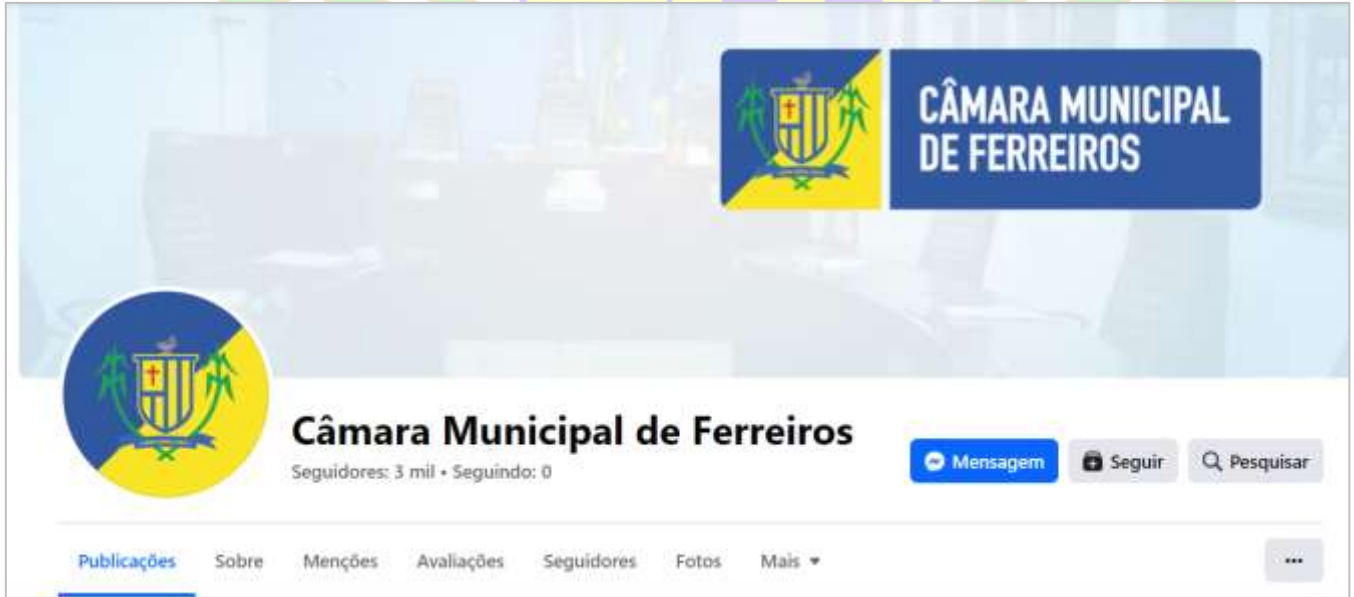 CÂMARA MUNICIPAL
DE FERREIROS
Câmara Municipal de Ferreiros
Seguidores: 3 mil • Seguindo: 0
Mensagem Seguir Pesquisar
Publicações Sobre Menções Avaliações Seguidores Fotos Mais